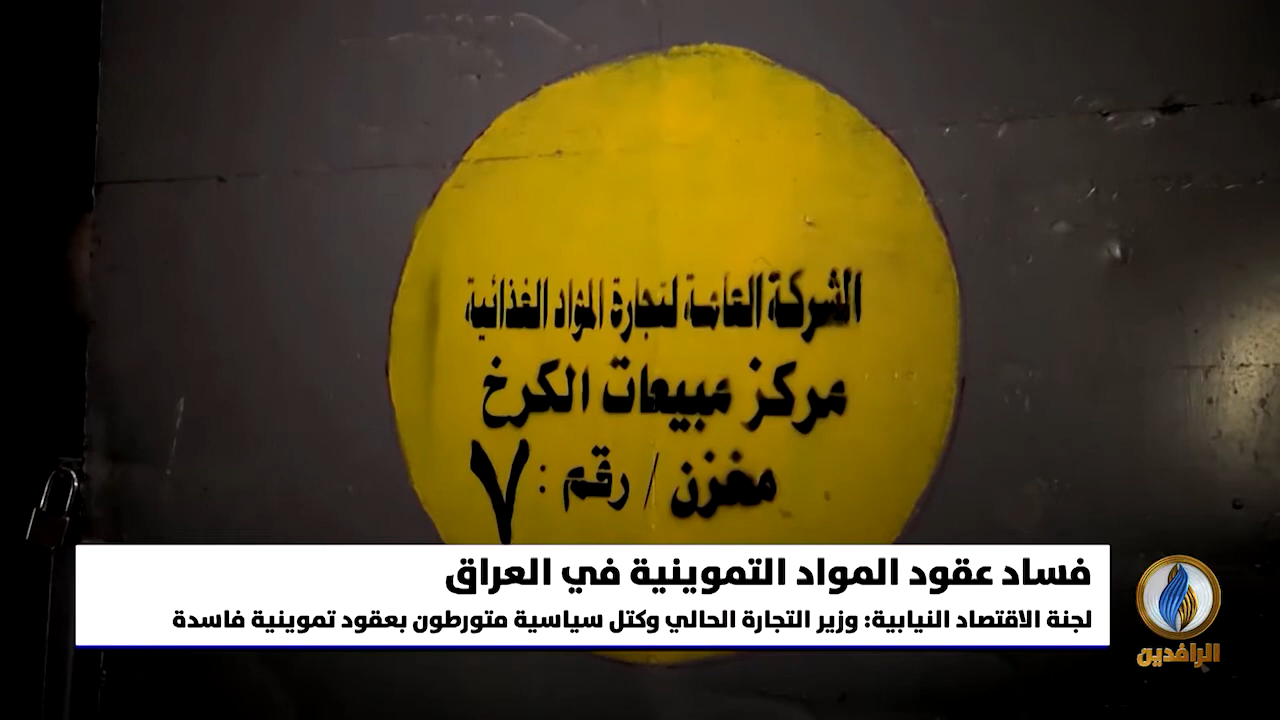 الشركة العامة لتجارة المواد الغذائية
مركز مبيعات الكرخ
مخزن / رقم : ٧
فساد عقود المواد التموينية في العراق
لجنة الاقتصاد النيابية: وزير التجارة الحالي وكتل سياسية متورطون بعقود تموينية فاسدة
الرافدين